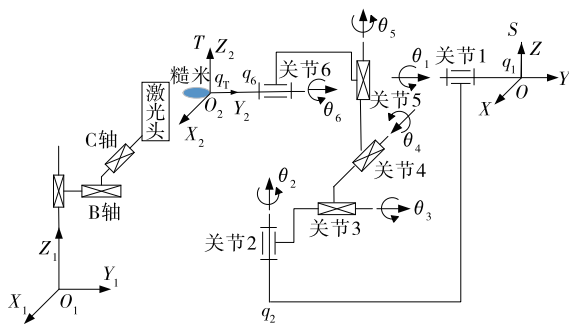 S
T
Z₂
θ₅
θ₁
关节1
Z
糙米
q_T
q₆
关节6
q₁
Y
激光头
O₂
Y₂
θ₆
关节5
X
O
X₂
C轴
θ₄
关节4
θ₂
B轴
θ₃
关节3
关节2
Z₁
Y₁
X₁
O₁
q₂